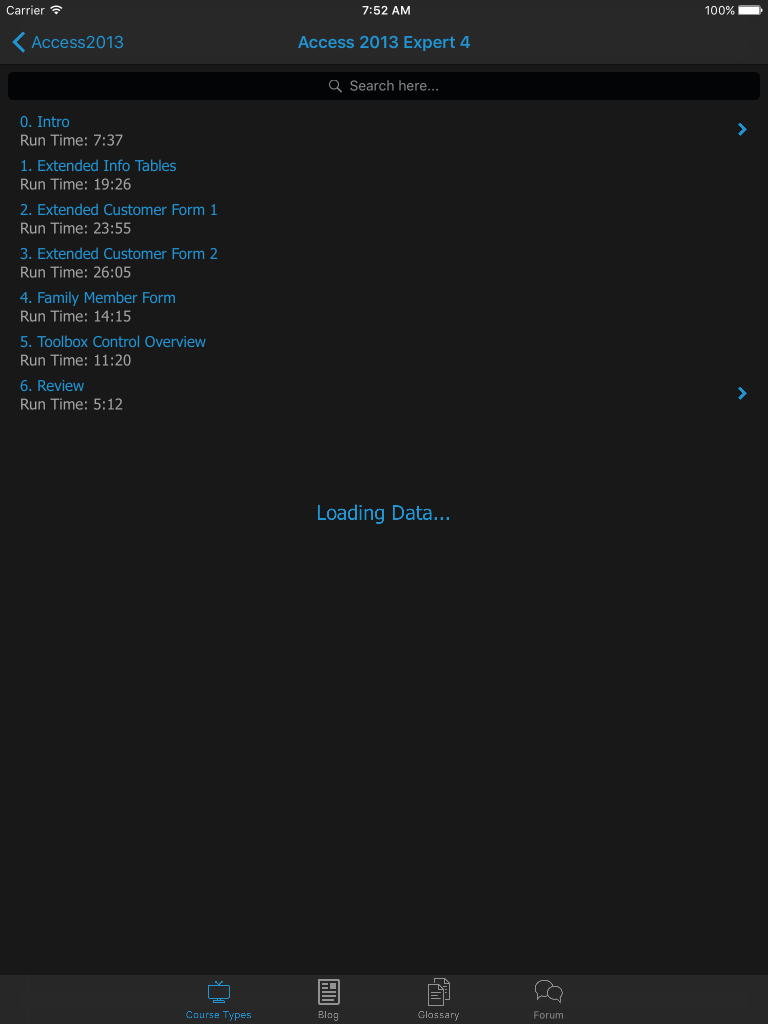 Carrier
7:52 AM
100%
Access2013
Access 2013 Expert 4
Search here...
0. Intro
Run Time: 7:37
1. Extended Info Tables
Run Time: 19:26
2. Extended Customer Form 1
Run Time: 23:55
3. Extended Customer Form 2
Run Time: 26:05
4. Family Member Form
Run Time: 14:15
5. Toolbox Control Overview
Run Time: 11:20
6. Review
Run Time: 5:12
Loading Data...
Course Types
Blog
Glossary
Forum